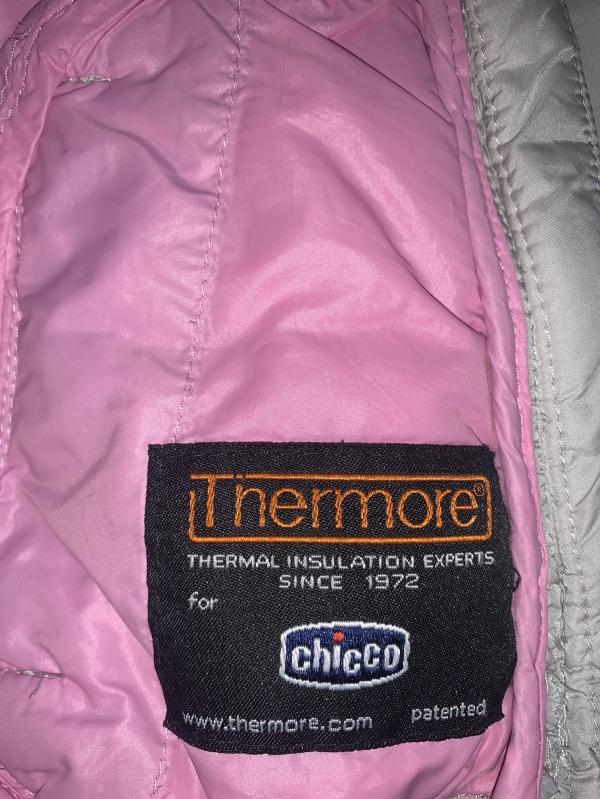 Thermore®
THERMAL INSULATION EXPERTS
SINCE 1972
for
chicco
www.thermore.com patented